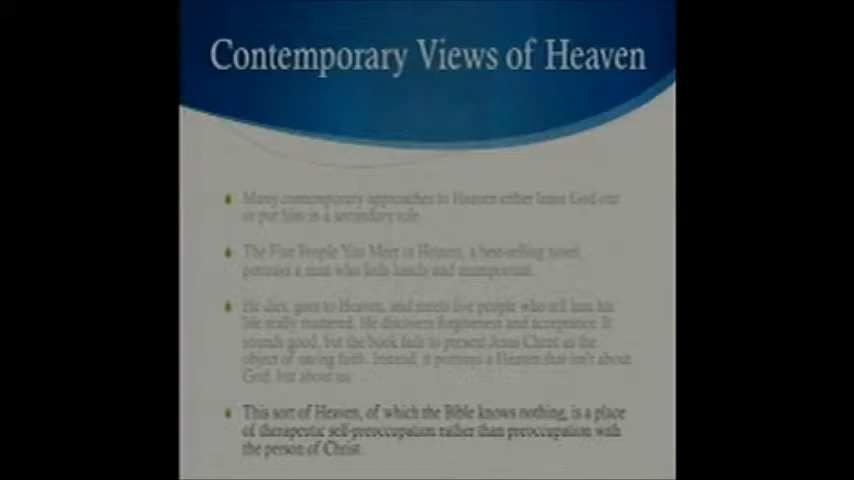 Contemporary Views of Heaven
Many contemporary approaches to Heaven either leave God out
or put him in a secondary role.
The Five People You Meet in Heaven, a best-selling novel,
portrays a man who feels lonely and unimportant.
He dies, goes to Heaven, and meets five people who tell him his
life really mattered. He discovers forgiveness and acceptance. It
sounds good, but the book fails to present Jesus Christ as the
object of saving faith. Instead, it portrays a Heaven that isn't about
God, but about us.
This sort of Heaven, of which the Bible knows nothing, is a place
of therapeutic self-preoccupation rather than preoccupation with
the person of Christ.